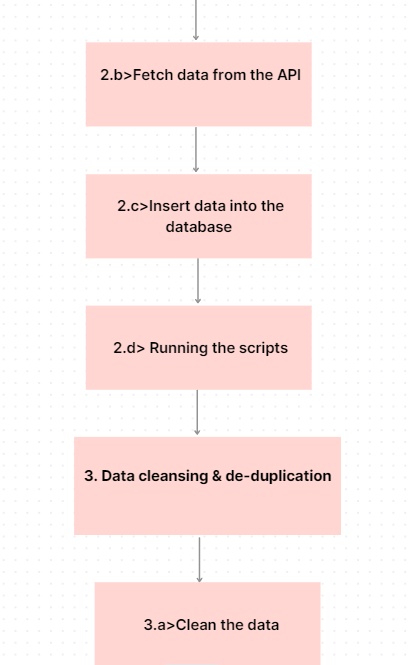 2.b>Fetch data from the API
2.c>Insert data into the
database
2.d> Running the scripts
3. Data cleansing & de-duplication
3.a>Clean the data